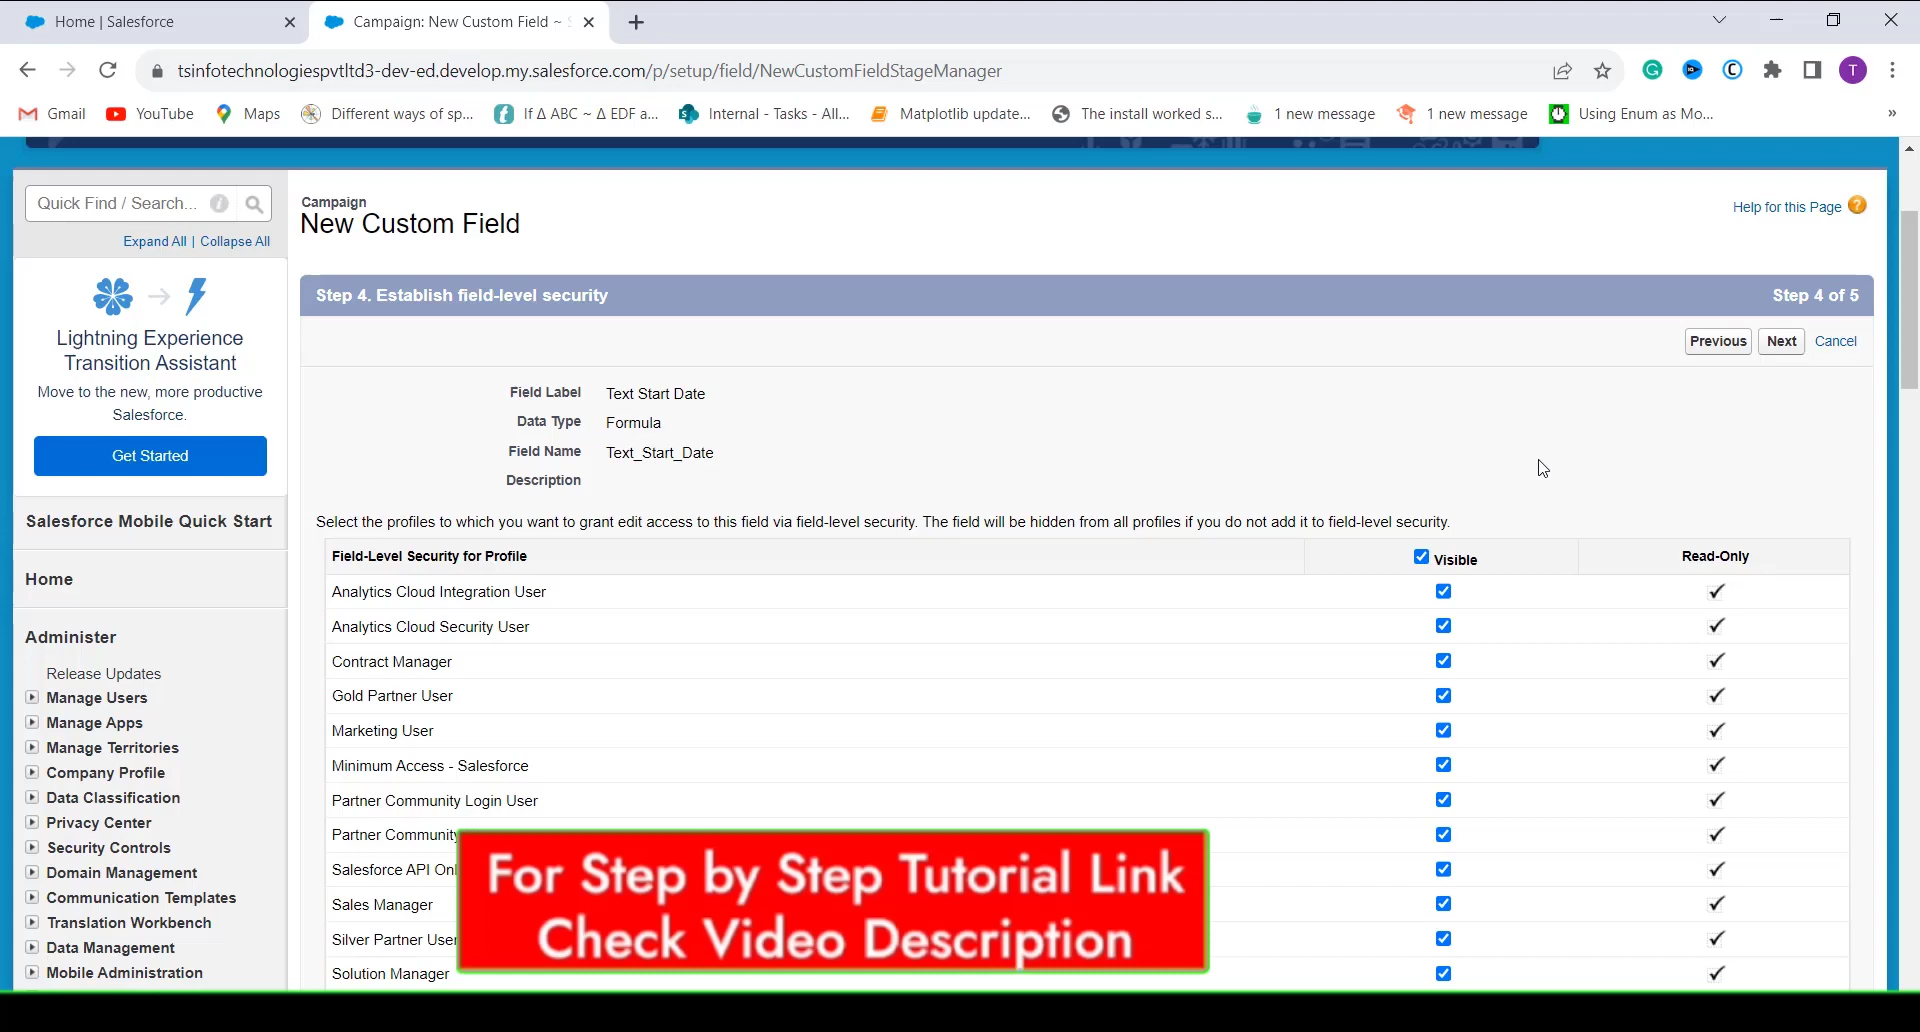 Home | Salesforce
Campaign: New Custom Field ~ S
tsinfotechnologiespvtltd3-dev-ed.develop.my.salesforce.com/p/setup/field/NewCustomFieldStageManager
T
Gmail
YouTube
Maps
Different ways of sp...
If Δ ABC ~ Δ EDF a...
Internal - Tasks - All...
Matplotlib update...
The install worked s...
1 new message
1 new message
Using Enum as Mo...
»
Quick Find / Search...
Expand All | Collapse All
Lightning Experience
Transition Assistant
Move to the new, more productive
Salesforce.
Get Started
Salesforce Mobile Quick Start
Home
Administer
Release Updates
Manage Users
Manage Apps
Manage Territories
Company Profile
Data Classification
Privacy Center
Security Controls
Domain Management
Communication Templates
Translation Workbench
Data Management
Mobile Administration
Campaign
New Custom Field
Help for this Page ?
Step 4. Establish field-level security
Step 4 of 5
Previous
Next
Cancel
Field Label Text Start Date
Data Type Formula
Field Name Text_Start_Date
Description
Select the profiles to which you want to grant edit access to this field via field-level security. The field will be hidden from all profiles if you do not add it to field-level security.
Field-Level Security for Profile
Visible
Read-Only
Analytics Cloud Integration User
Analytics Cloud Security User
Contract Manager
Gold Partner User
Marketing User
Minimum Access - Salesforce
Partner Community Login User
Partner Community
Salesforce API Onl
Sales Manager
Silver Partner User
Solution Manager
For Step by Step Tutorial Link
Check Video Description